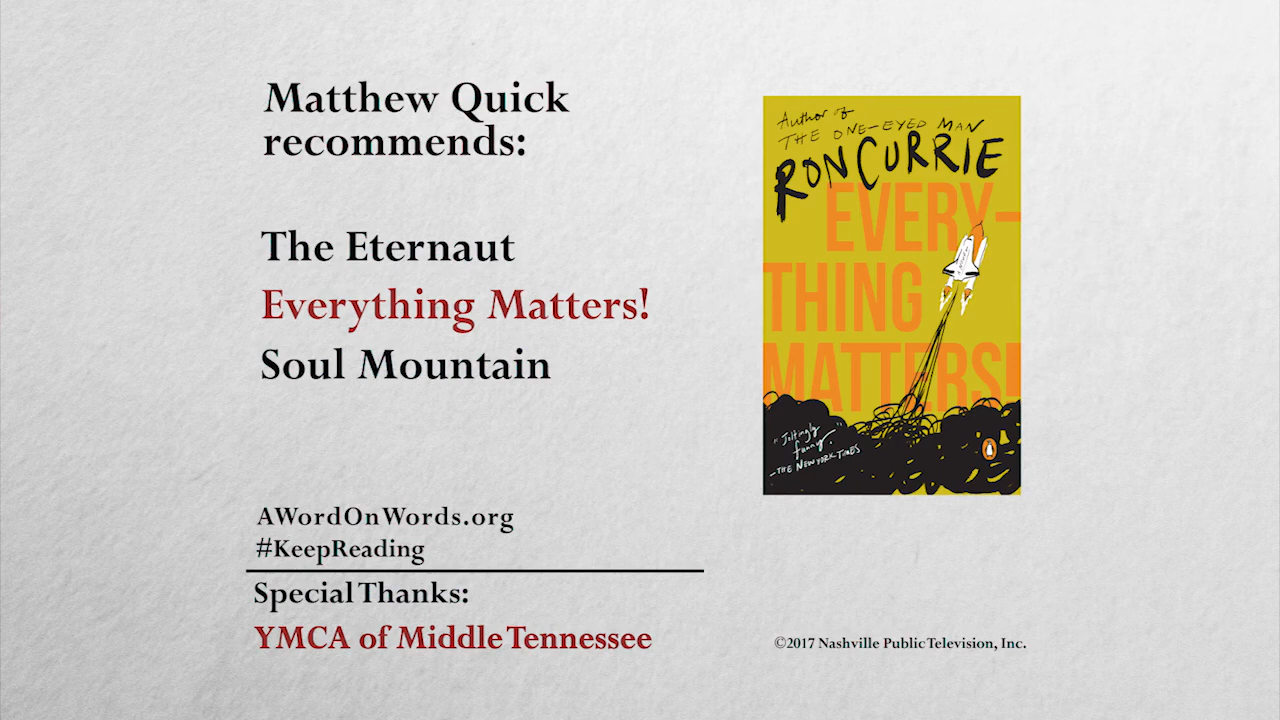 Matthew Quick
recommends:
The Eternaut
Everything Matters!
Soul Mountain
AWordOnWords.org
#KeepReading
Special Thanks:
YMCA of Middle Tennessee
Author of
THE ONE-EYED MAN
RON CURRIE
EVERY-
THING
MATTERS!
"Joltingly
funny."
-THE NEW YORK TIMES
©2017 Nashville Public Television, Inc.